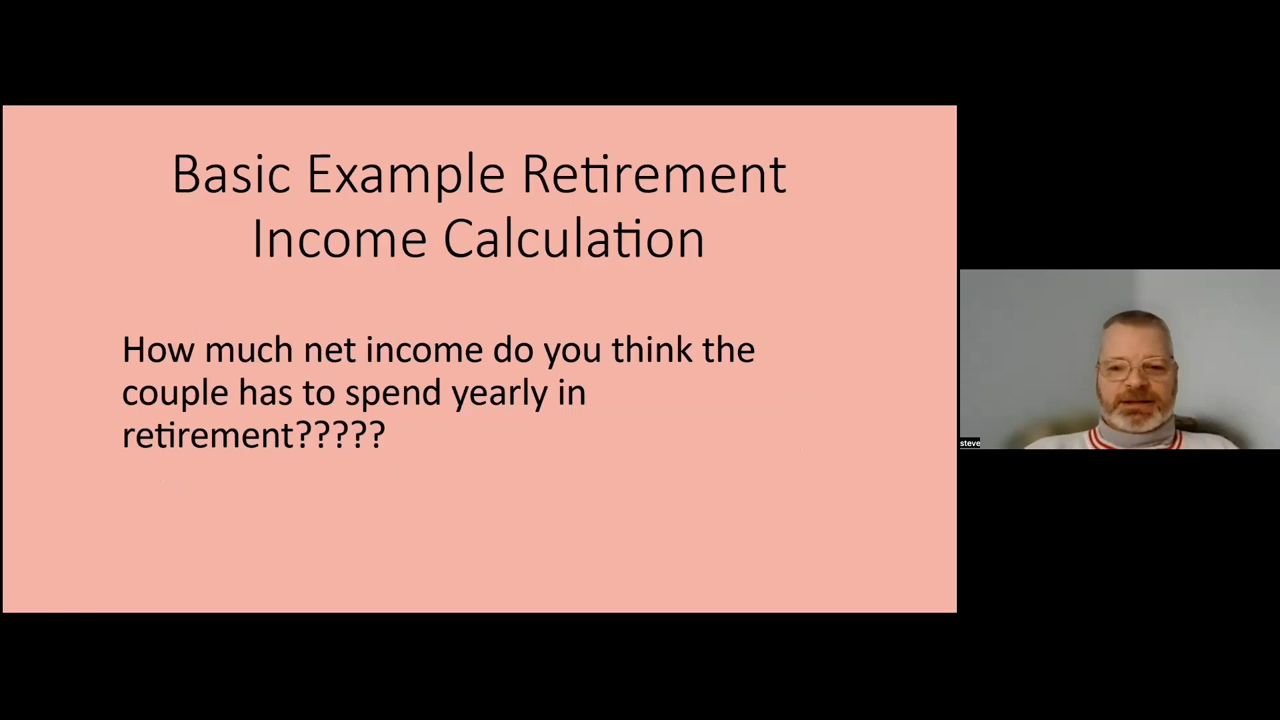 Basic Example Retirement
Income Calculation
How much net income do you think the
couple has to spend yearly in
retirement?????
steve